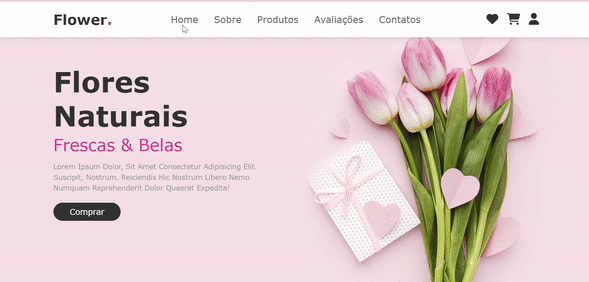 Flower.
Home Sobre Produtos Avaliações Contatos
Flores
Naturais
Frescas & Belas
Lorem Ipsum Dolor, Sit Amet Consectetur Adipisicing Elit.
Suscipit, Nostrum. Reiciendis Hic Nostrum Libero Nemo
Numquam Reprehenderit Dolor Quaerat Expedita!
Comprar